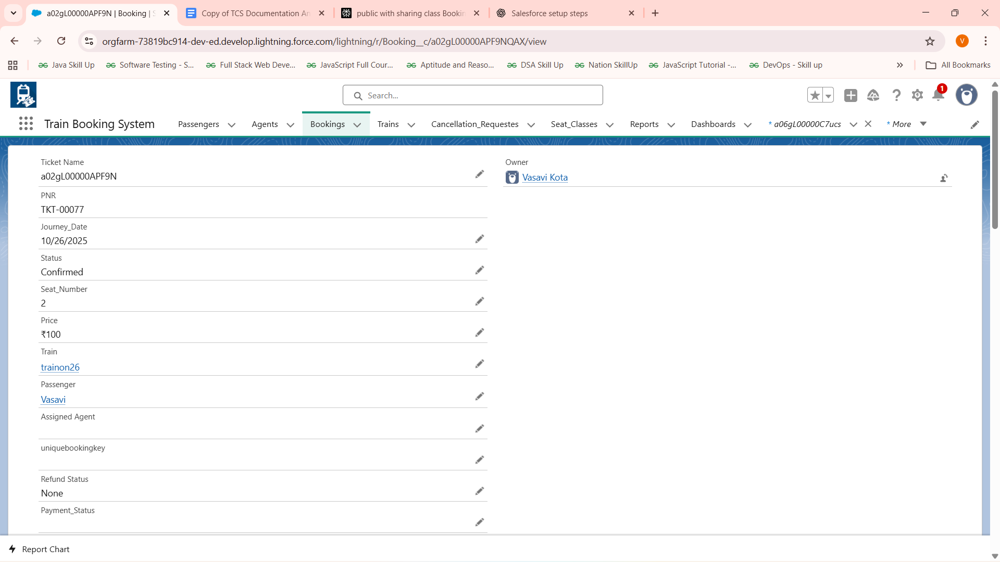 a02gL00000APF9N | Booking | S
Copy of TCS Documentation An
public with sharing class Bookin
Salesforce setup steps
orgfarm-73819bc914-dev-ed.develop.lightning.force.com/lightning/r/Booking__c/a02gL00000APF9NQAX/view
V
Java Skill Up
Software Testing - S...
Full Stack Web Deve...
JavaScript Full Cour...
Aptitude and Reaso...
DSA Skill Up
Nation SkillUp
JavaScript Tutorial -...
DevOps - Skill up
All Bookmarks
Search...
1
Train Booking System
Passengers
Agents
Bookings
Trains
Cancellation_Requestes
Seat_Classes
Reports
Dashboards
* a06gL00000C7ucs
* More
Ticket Name
a02gL00000APF9N
Owner
Vasavi Kota
PNR
TKT-00077
Journey_Date
10/26/2025
Status
Confirmed
Seat_Number
2
Price
₹100
Train
trainon26
Passenger
Vasavi
Assigned Agent
uniquebookingkey
Refund Status
None
Payment_Status
Report Chart